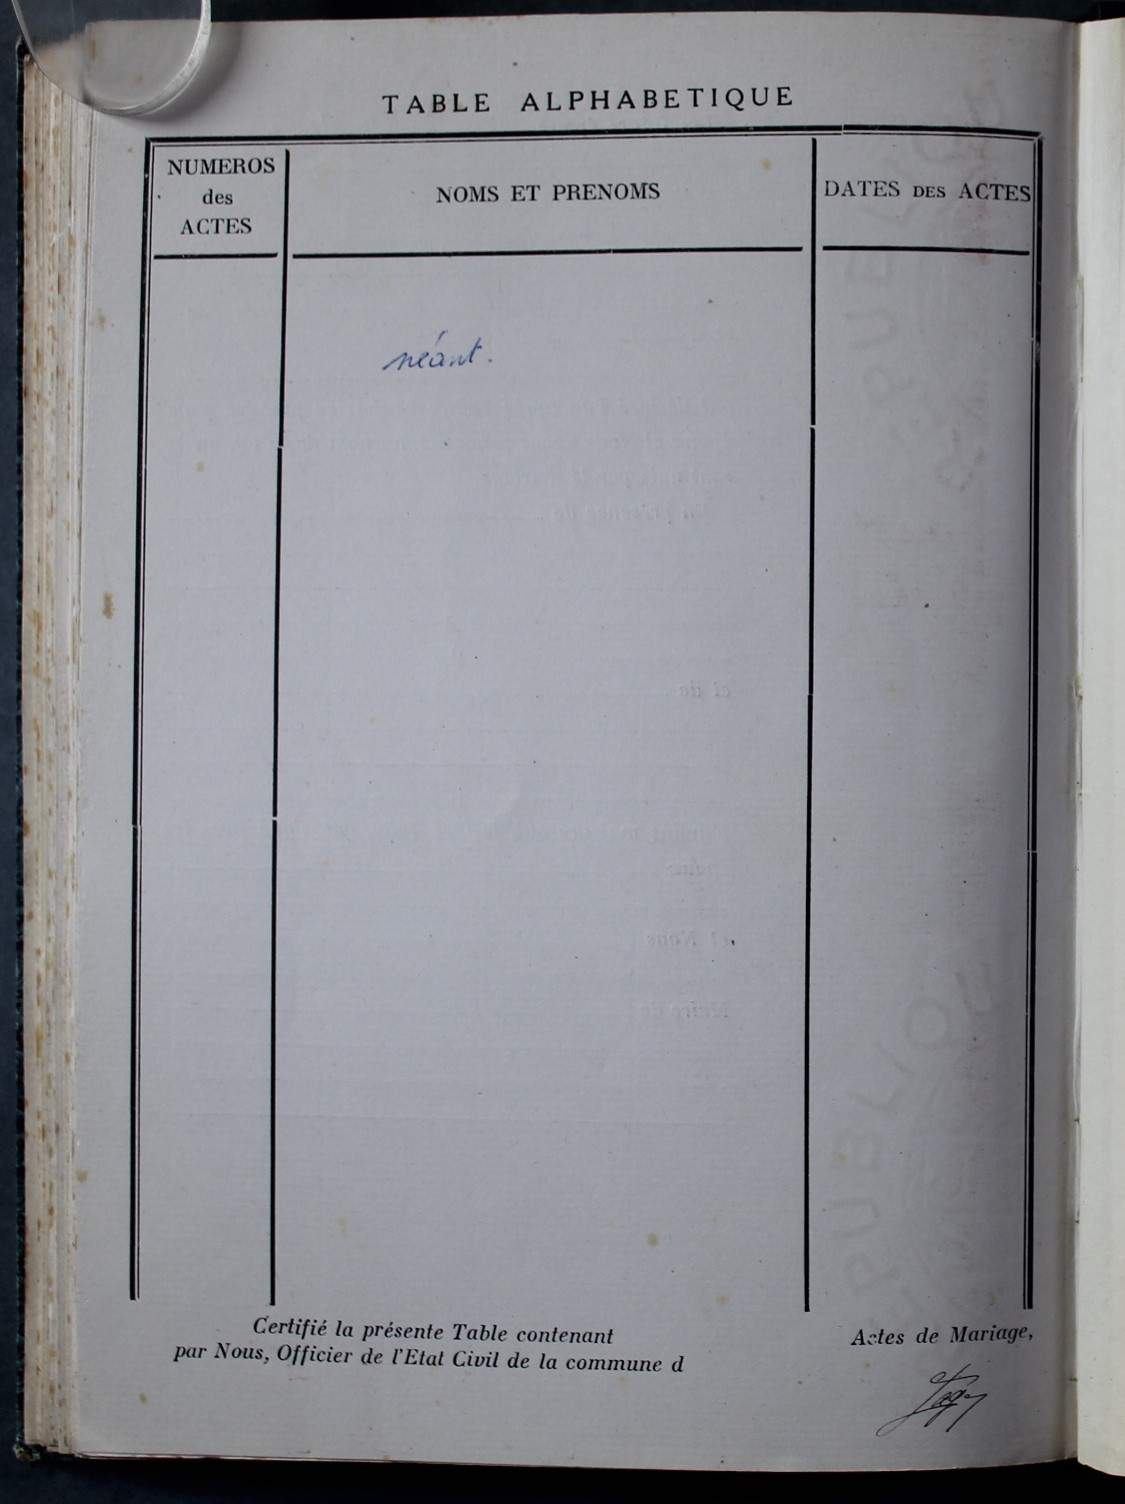 TABLE ALPHABETIQUE
NUMEROS
des
ACTES
NOMS ET PRENOMS
DATES DES ACTES
néant.
Certifié la présente Table contenant
Actes de Mariage,
par Nous, Officier de l'Etat Civil de la commune d